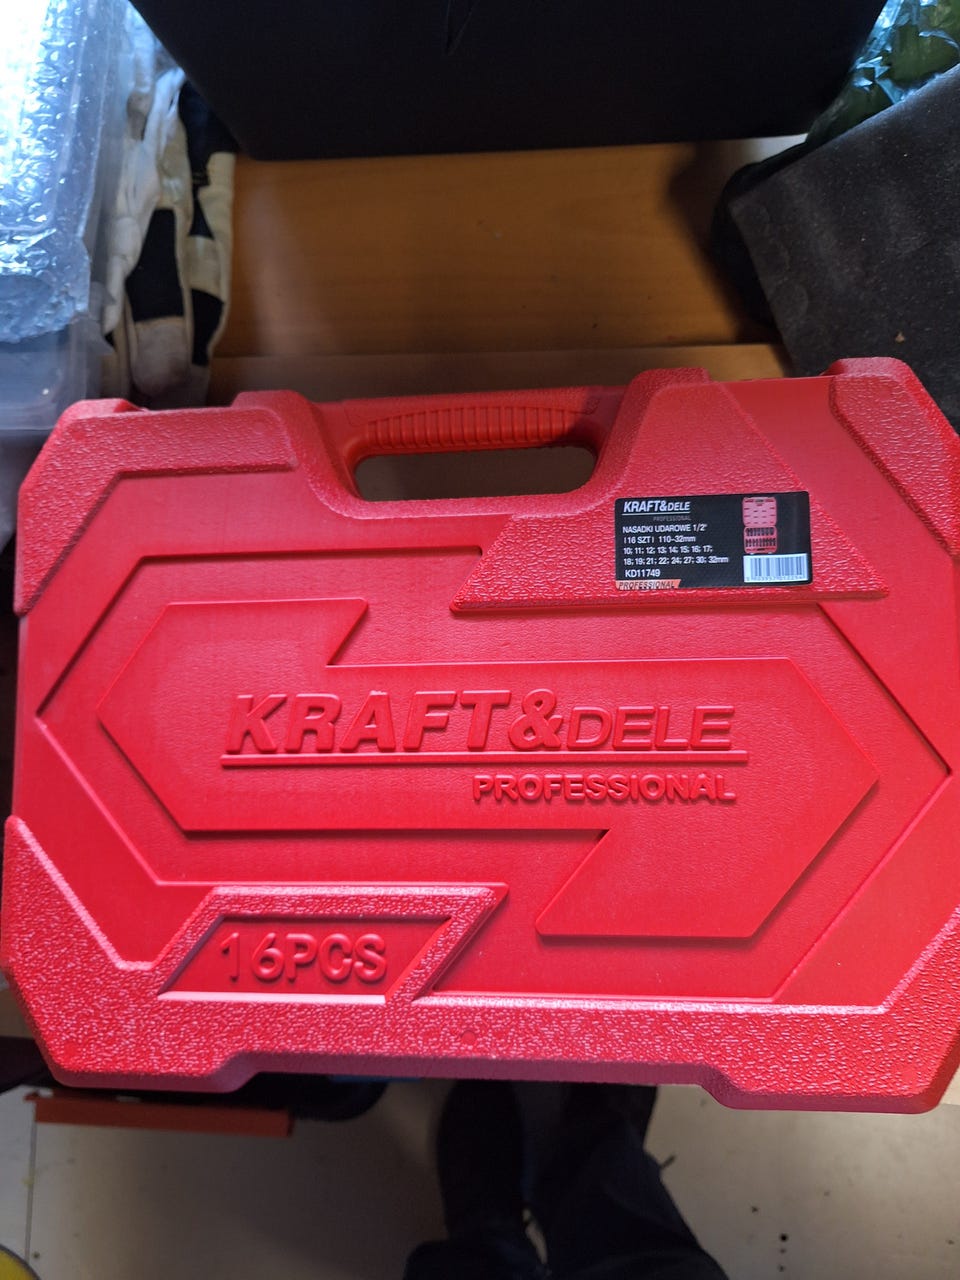 KRAFT&DELE
PROFESSIONAL
NASADKI UDAROWE 1/2"
| 16 SZT | 110-32mm
10; 11; 12; 13; 14; 15; 16; 17;
18; 19; 21; 22; 24; 27; 30; 32mm
KD11749
PROFESSIONAL
KRAFT&DELE
PROFESSIONAL
16PCS